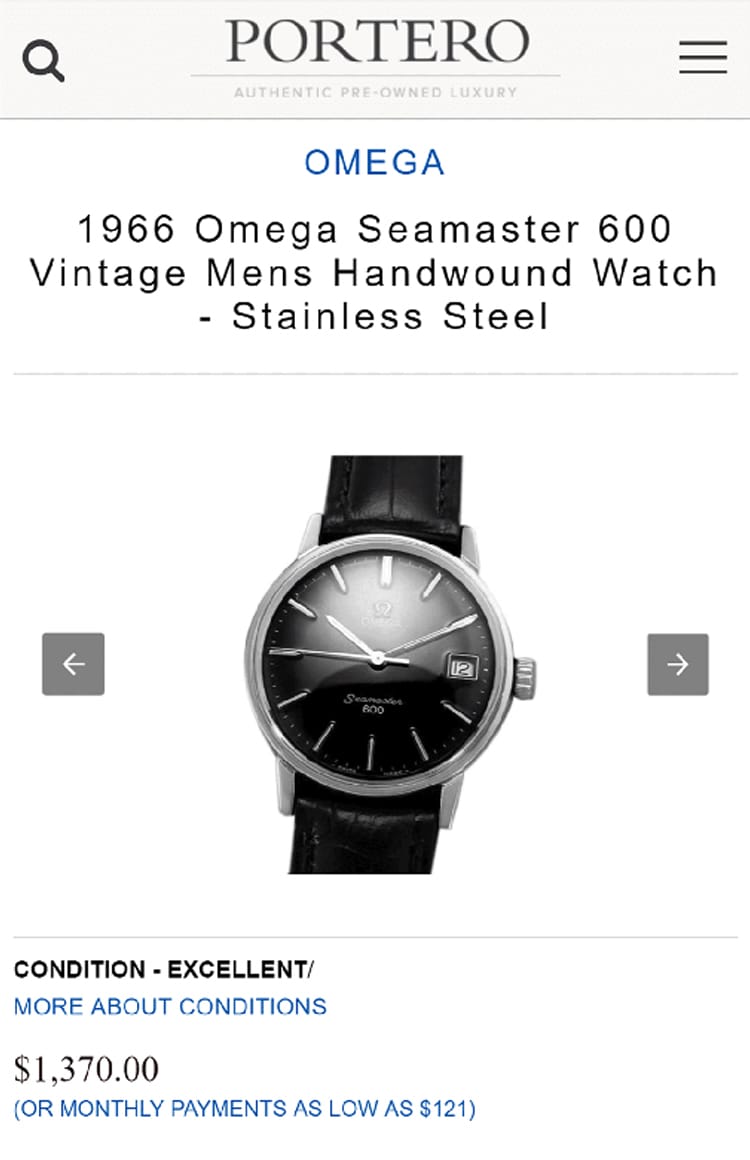 PORTERO
AUTHENTIC PRE-OWNED LUXURY
OMEGA
1966 Omega Seamaster 600
Vintage Mens Handwound Watch
- Stainless Steel
Ω
OMEGA
12
Seamaster
600
CONDITION - EXCELLENT/
MORE ABOUT CONDITIONS
$1,370.00
(OR MONTHLY PAYMENTS AS LOW AS $121)